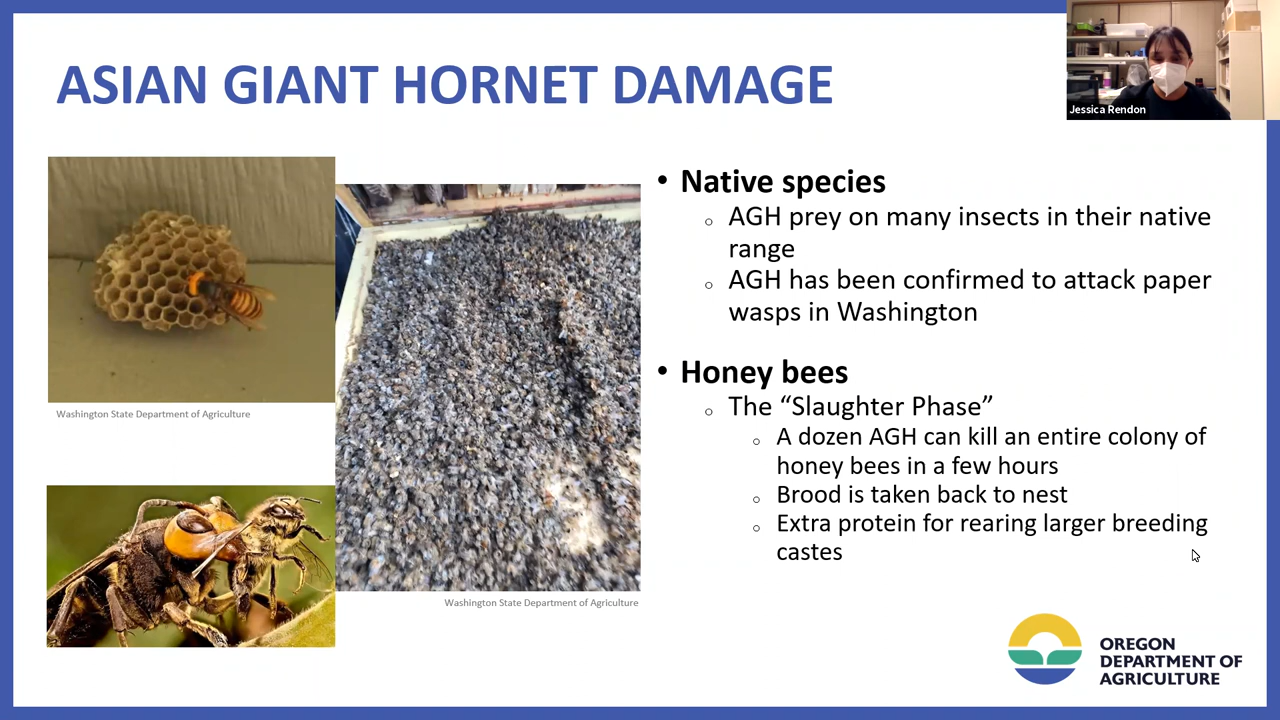 ASIAN GIANT HORNET DAMAGE
Jessica Rendon
Washington State Department of Agriculture
Washington State Department of Agriculture
• Native species
○ AGH prey on many insects in their native
range
○ AGH has been confirmed to attack paper
wasps in Washington
• Honey bees
○ The “Slaughter Phase”
○ A dozen AGH can kill an entire colony of
honey bees in a few hours
○ Brood is taken back to nest
○ Extra protein for rearing larger breeding
castes
OREGON
DEPARTMENT OF
AGRICULTURE